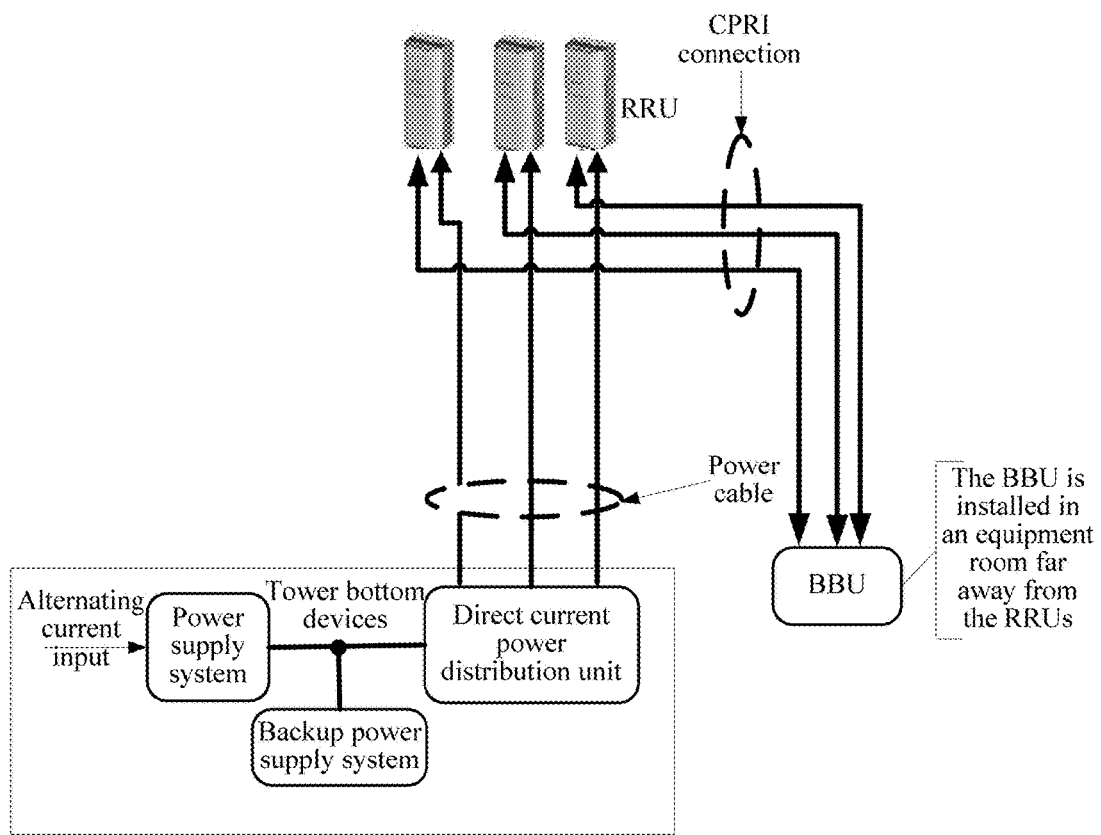 CPRI
connection
RRU
Power
cable
The BBU is
installed in
an equipment
room far
away from
the RRUs
BBU
Tower bottom
devices
Alternating
current
input
Power
supply
system
Direct current
power
distribution unit
Backup power
supply system